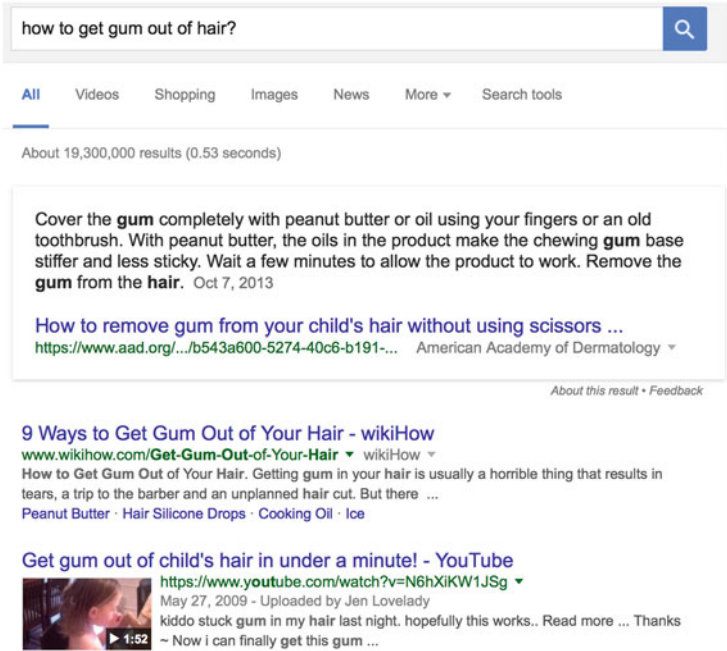 how to get gum out of hair?
All Videos Shopping Images News More Search tools
About 19,300,000 results (0.53 seconds)
Cover the gum completely with peanut butter or oil using your fingers or an old
toothbrush. With peanut butter, the oils in the product make the chewing gum base
stiffer and less sticky. Wait a few minutes to allow the product to work. Remove the
gum from the hair. Oct 7, 2013
How to remove gum from your child's hair without using scissors ...
https://www.aad.org/.../b543a600-5274-40c6-b191-... American Academy of Dermatology
About this result • Feedback
9 Ways to Get Gum Out of Your Hair - wikiHow
www.wikihow.com/Get-Gum-Out-of-Your-Hair wikiHow
How to Get Gum Out of Your Hair. Getting gum in your hair is usually a horrible thing that results in
tears, a trip to the barber and an unplanned hair cut. But there ...
Peanut Butter · Hair Silicone Drops · Cooking Oil · Ice
Get gum out of child's hair in under a minute! - YouTube
https://www.youtube.com/watch?v=N6hXiKW1JSg
May 27, 2009 - Uploaded by Jen Lovelady
kiddo stuck gum in my hair last night. hopefully this works.. Read more ... Thanks
~ Now i can finally get this gum ...
1:52